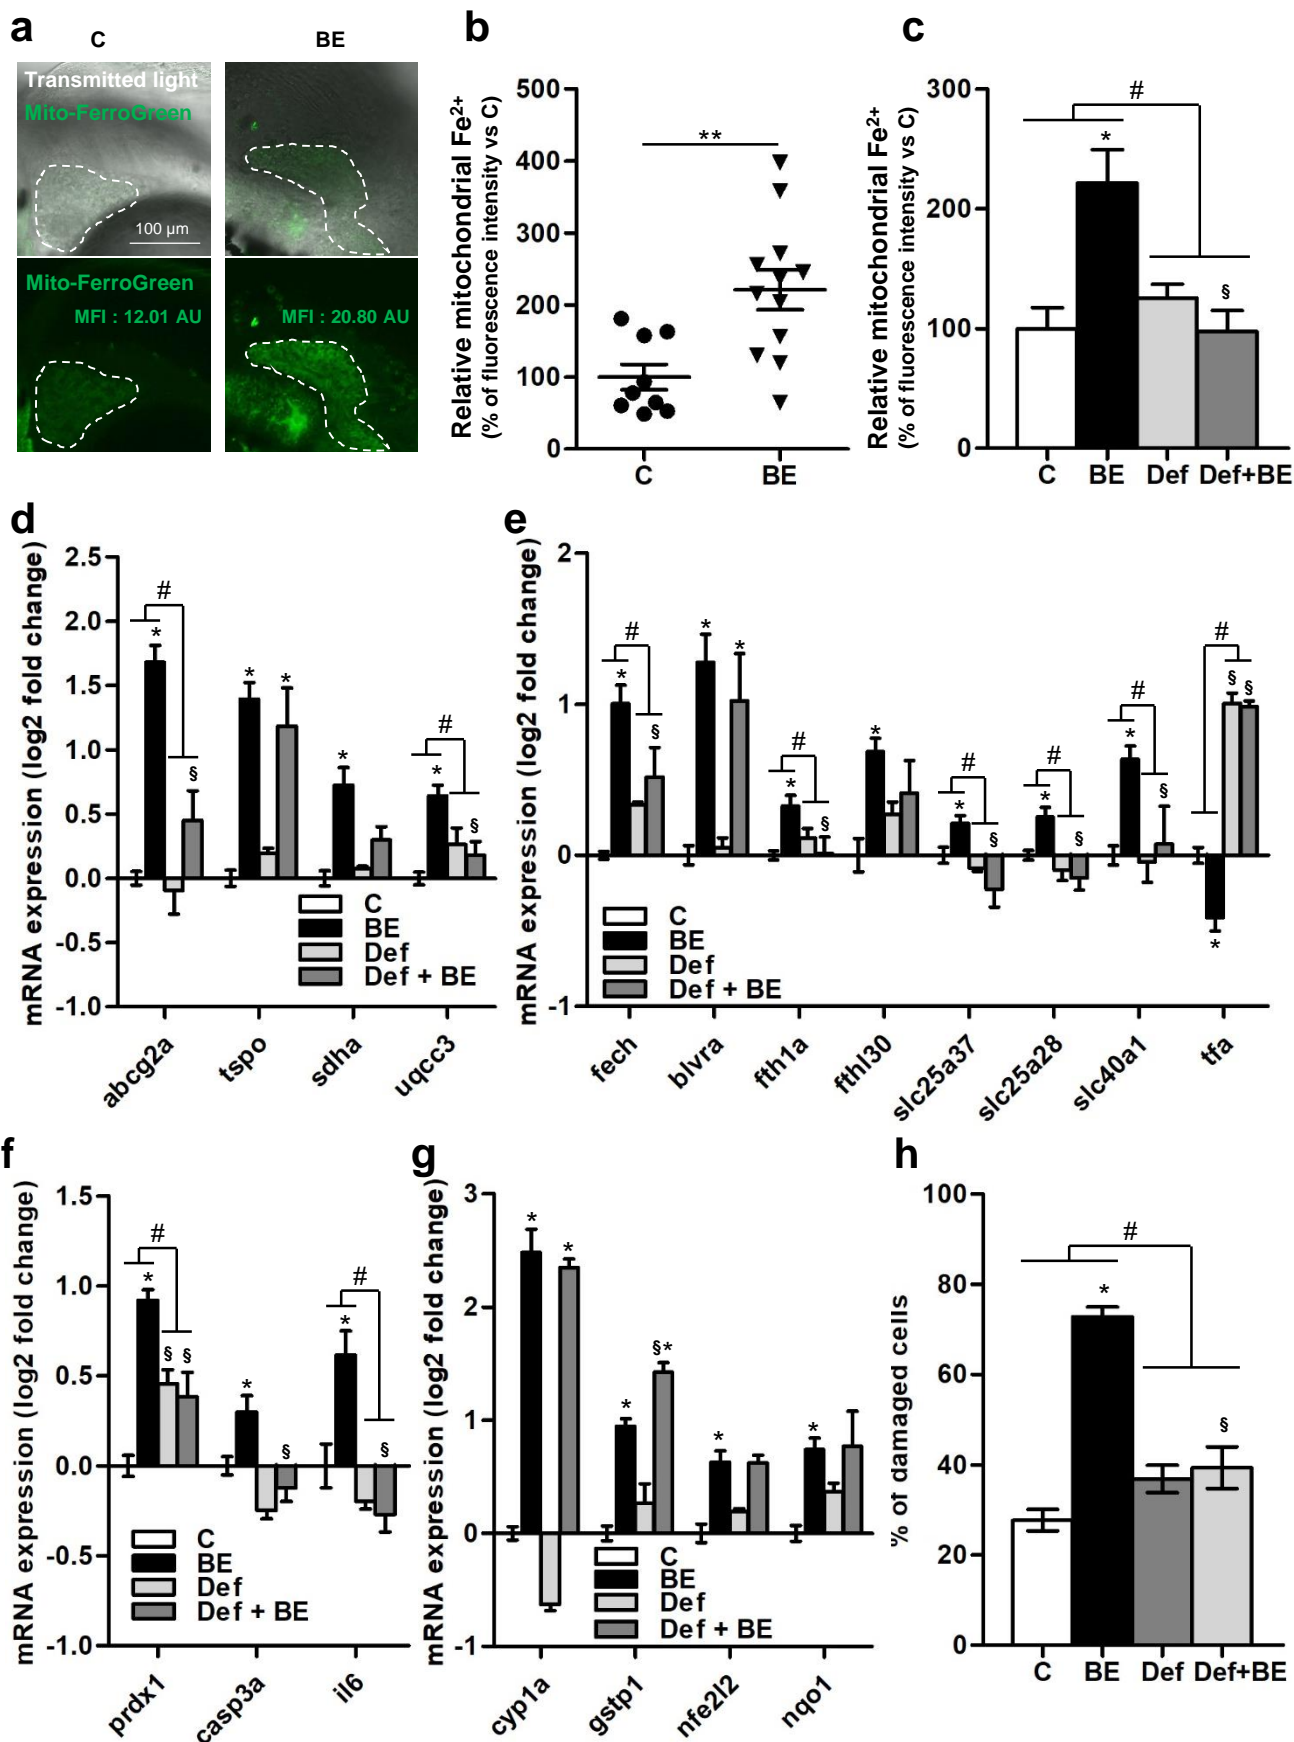 a
C
BE
Transmitted light
Mito-FerroGreen
100 µm
Mito-FerroGreen
MFI : 12.01 AU
MFI : 20.80 AU
b
Relative mitochondrial Fe2+
(% of fluorescence intensity vs C)
500
400
300
200
100
0
**
C
BE
c
Relative mitochondrial Fe2+
(% of fluorescence intensity vs C)
300
200
100
0
#
*
§
C
BE
Def
Def+BE
d
mRNA expression (log2 fold change)
2.5
2.0
1.5
1.0
0.5
0.0
-0.5
-1.0
#
*
§
*
*
*
#
*
§
C
BE
Def
Def + BE
abcg2a
tspo
sdha
uqcc3
e
mRNA expression (log2 fold change)
2
1
0
-1
#
*
§
*
*
#
*
§
*
#
*
§
#
*
§
#
*
§
#
§
§
*
C
BE
Def
Def + BE
fech
blvra
fth1a
fthl30
slc25a37
slc25a28
slc40a1
tfa
f
mRNA expression (log2 fold change)
1.5
1.0
0.5
0.0
-0.5
-1.0
#
*
§
§
*
§
#
*
§
C
BE
Def
Def + BE
prdx1
casp3a
il6
g
mRNA expression (log2 fold change)
3
2
1
0
-1
*
*
*
§*
*
*
C
BE
Def
Def + BE
cyp1a
gstp1
nfe2l2
nqo1
h
% of damaged cells
100
80
60
40
20
0
#
*
§
C
BE
Def
Def+BE